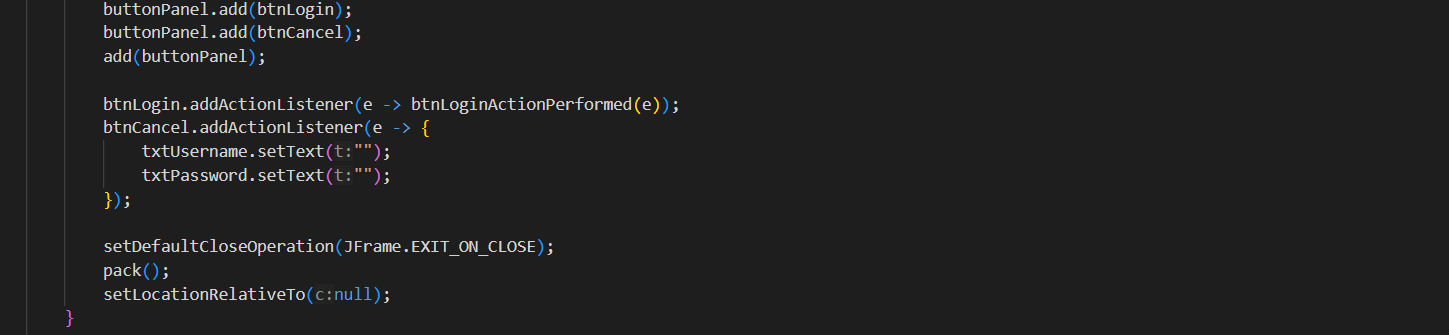 buttonPanel.add(btnLogin);
buttonPanel.add(btnCancel);
add(buttonPanel);
btnLogin.addActionListener(e -> btnLoginActionPerformed(e));
btnCancel.addActionListener(e -> {
txtUsername.setText(t:"");
txtPassword.setText(t:"");
});
setDefaultCloseOperation(JFrame.EXIT_ON_CLOSE);
pack();
setLocationRelativeTo(c:null);
}